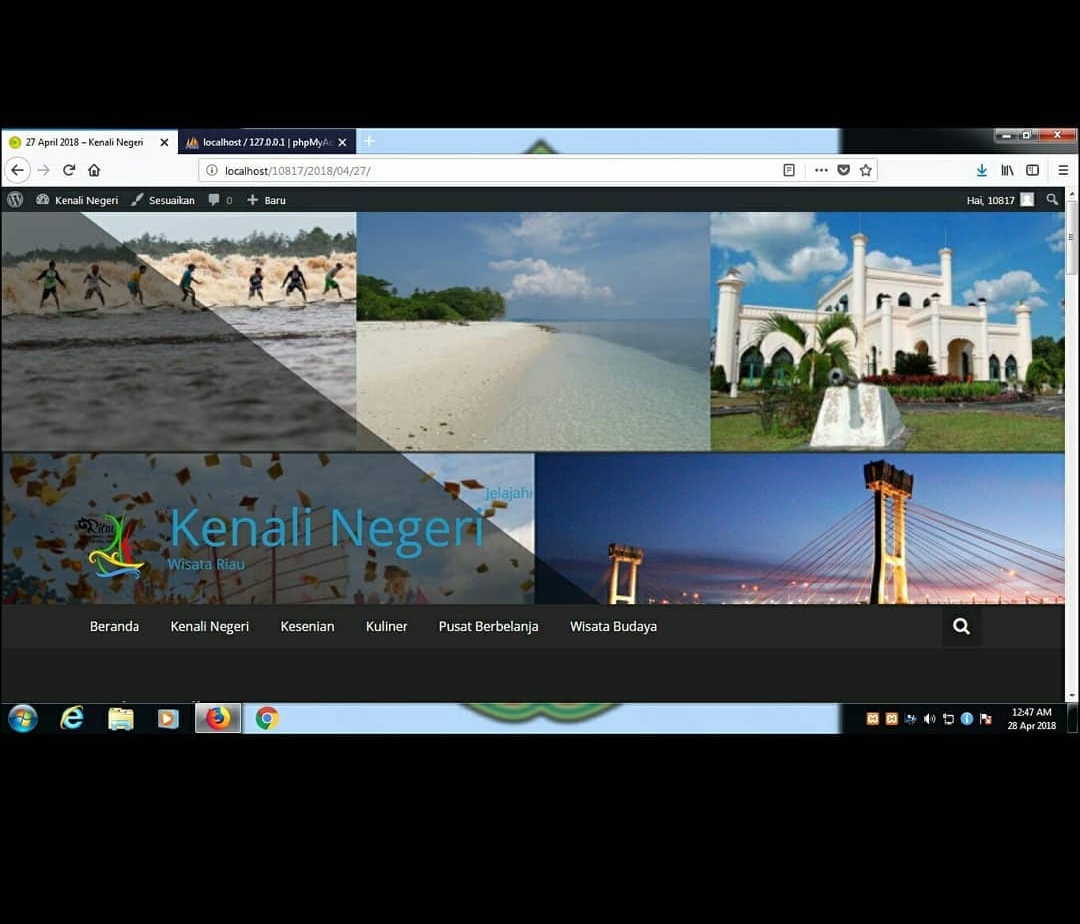 27 April 2018 – Kenali Negeri
localhost / 127.0.0.1 | phpMyAd
localhost/10817/2018/04/27/
Kenali Negeri Sesuaikan 0 Baru Hai, 10817
Jelajahi
Riau
Kenali Negeri
Wisata Riau
Beranda Kenali Negeri Kesenian Kuliner Pusat Berbelanja Wisata Budaya
12:47 AM
28 Apr 2018